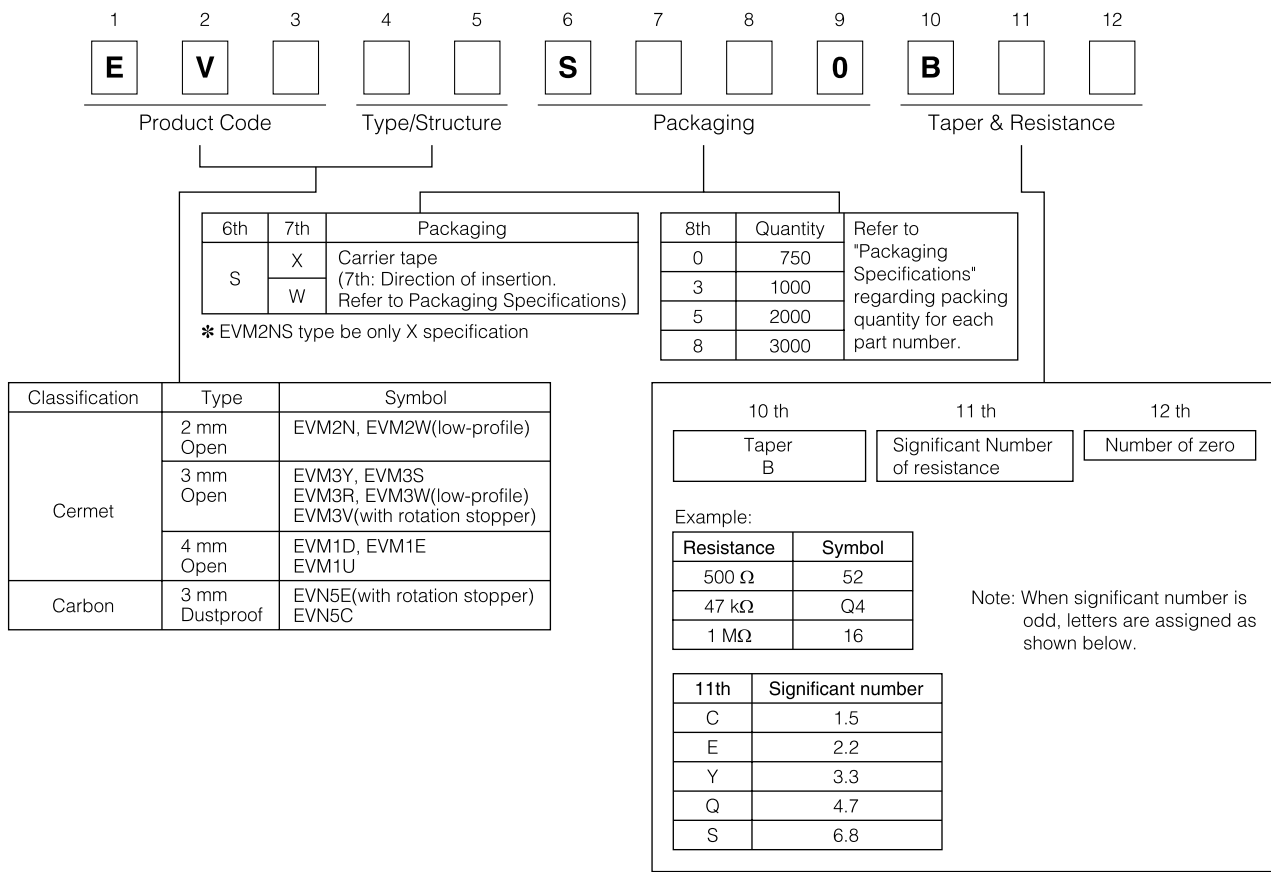 1 2 3 4 5 6 7 8 9 10 11 12
E V S 0 B
Product Code Type/Structure Packaging Taper & Resistance
6th 7th Packaging
S X Carrier tape
(7th: Direction of insertion.
W Refer to Packaging Specifications)
✽ EVM2NS type be only X specification
8th Quantity
0 750
3 1000
5 2000
8 3000
Refer to
"Packaging
Specifications"
regarding packing
quantity for each
part number.
Classification Type Symbol
Cermet
2 mm EVM2N, EVM2W(low-profile)
Open
3 mm EVM3Y, EVM3S
Open EVM3R, EVM3W(low-profile)
EVM3V(with rotation stopper)
4 mm EVM1D, EVM1E
Open EVM1U
Carbon
3 mm EVN5E(with rotation stopper)
Dustproof EVN5C
10 th 11 th 12 th
Taper Significant Number Number of zero
B of resistance
Example:
Resistance Symbol
500 Ω 52
47 kΩ Q4
1 MΩ 16
Note: When significant number is
odd, letters are assigned as
shown below.
11th Significant number
C 1.5
E 2.2
Y 3.3
Q 4.7
S 6.8